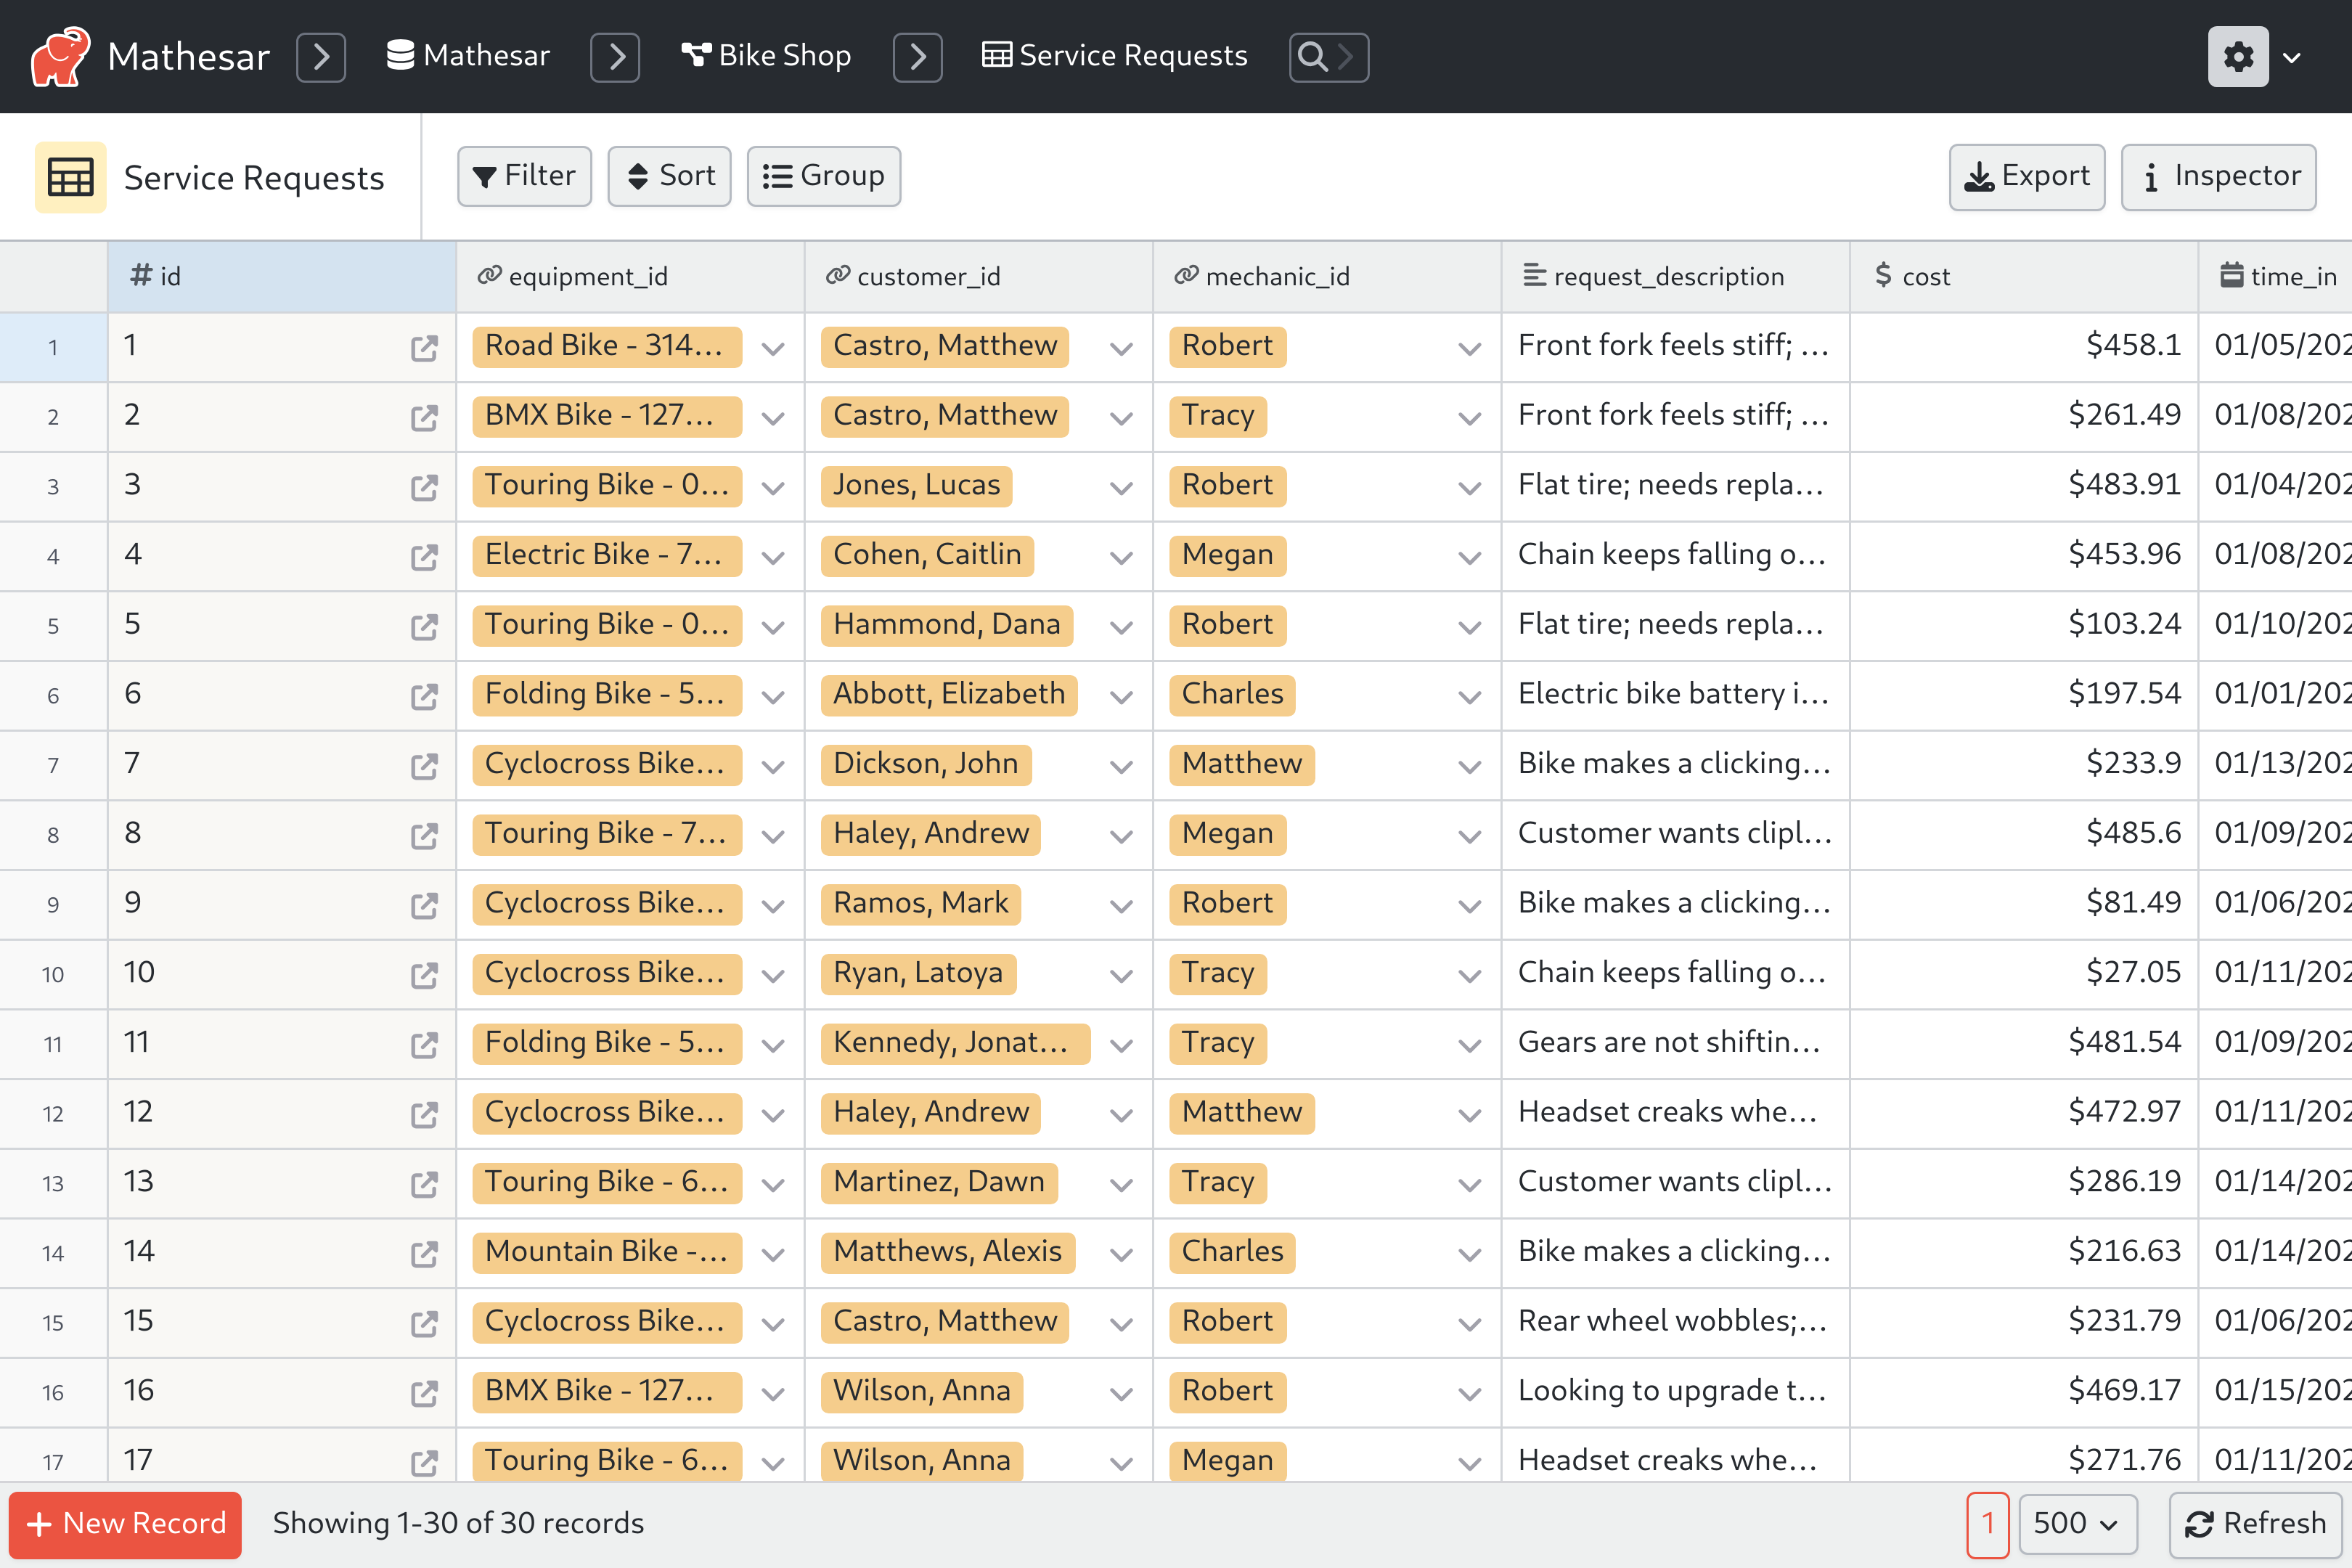 Mathesar Mathesar Bike Shop Service Requests
Service Requests Filter Sort Group Export Inspector
id equipment_id customer_id mechanic_id request_description $ cost time_in
1 1 Road Bike - 314... Castro, Matthew Robert Front fork feels stiff; ... $458.1 01/05/202
2 2 BMX Bike - 127... Castro, Matthew Tracy Front fork feels stiff; ... $261.49 01/08/202
3 3 Touring Bike - 0... Jones, Lucas Robert Flat tire; needs repla... $483.91 01/04/202
4 4 Electric Bike - 7... Cohen, Caitlin Megan Chain keeps falling o... $453.96 01/08/202
5 5 Touring Bike - 0... Hammond, Dana Robert Flat tire; needs repla... $103.24 01/10/202
6 6 Folding Bike - 5... Abbott, Elizabeth Charles Electric bike battery i... $197.54 01/01/202
7 7 Cyclocross Bike... Dickson, John Matthew Bike makes a clicking... $233.9 01/13/202
8 8 Touring Bike - 7... Haley, Andrew Megan Customer wants clipl... $485.6 01/09/202
9 9 Cyclocross Bike... Ramos, Mark Robert Bike makes a clicking... $81.49 01/06/202
10 10 Cyclocross Bike... Ryan, Latoya Tracy Chain keeps falling o... $27.05 01/11/202
11 11 Folding Bike - 5... Kennedy, Jonat... Tracy Gears are not shiftin... $481.54 01/09/202
12 12 Cyclocross Bike... Haley, Andrew Matthew Headset creaks whe... $472.97 01/11/202
13 13 Touring Bike - 6... Martinez, Dawn Tracy Customer wants clipl... $286.19 01/14/202
14 14 Mountain Bike -... Matthews, Alexis Charles Bike makes a clicking... $216.63 01/14/202
15 15 Cyclocross Bike... Castro, Matthew Robert Rear wheel wobbles;... $231.79 01/06/202
16 16 BMX Bike - 127... Wilson, Anna Robert Looking to upgrade t... $469.17 01/15/202
17 17 Touring Bike - 6... Wilson, Anna Megan Headset creaks whe... $271.76 01/11/202
+ New Record Showing 1-30 of 30 records 1 500 Refresh